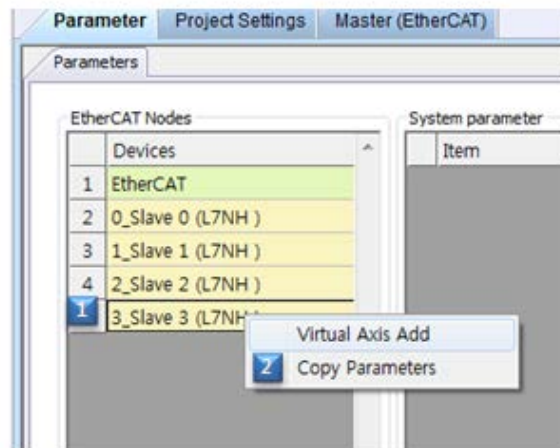 Parameter Project Settings Master (EtherCAT)
Parameters
EtherCAT Nodes System parameter
Devices Item
1 EtherCAT
2 0_Slave 0 (L7NH )
3 1_Slave 1 (L7NH )
4 2_Slave 2 (L7NH )
1 3_Slave 3 (L7NH
Virtual Axis Add
2 Copy Parameters